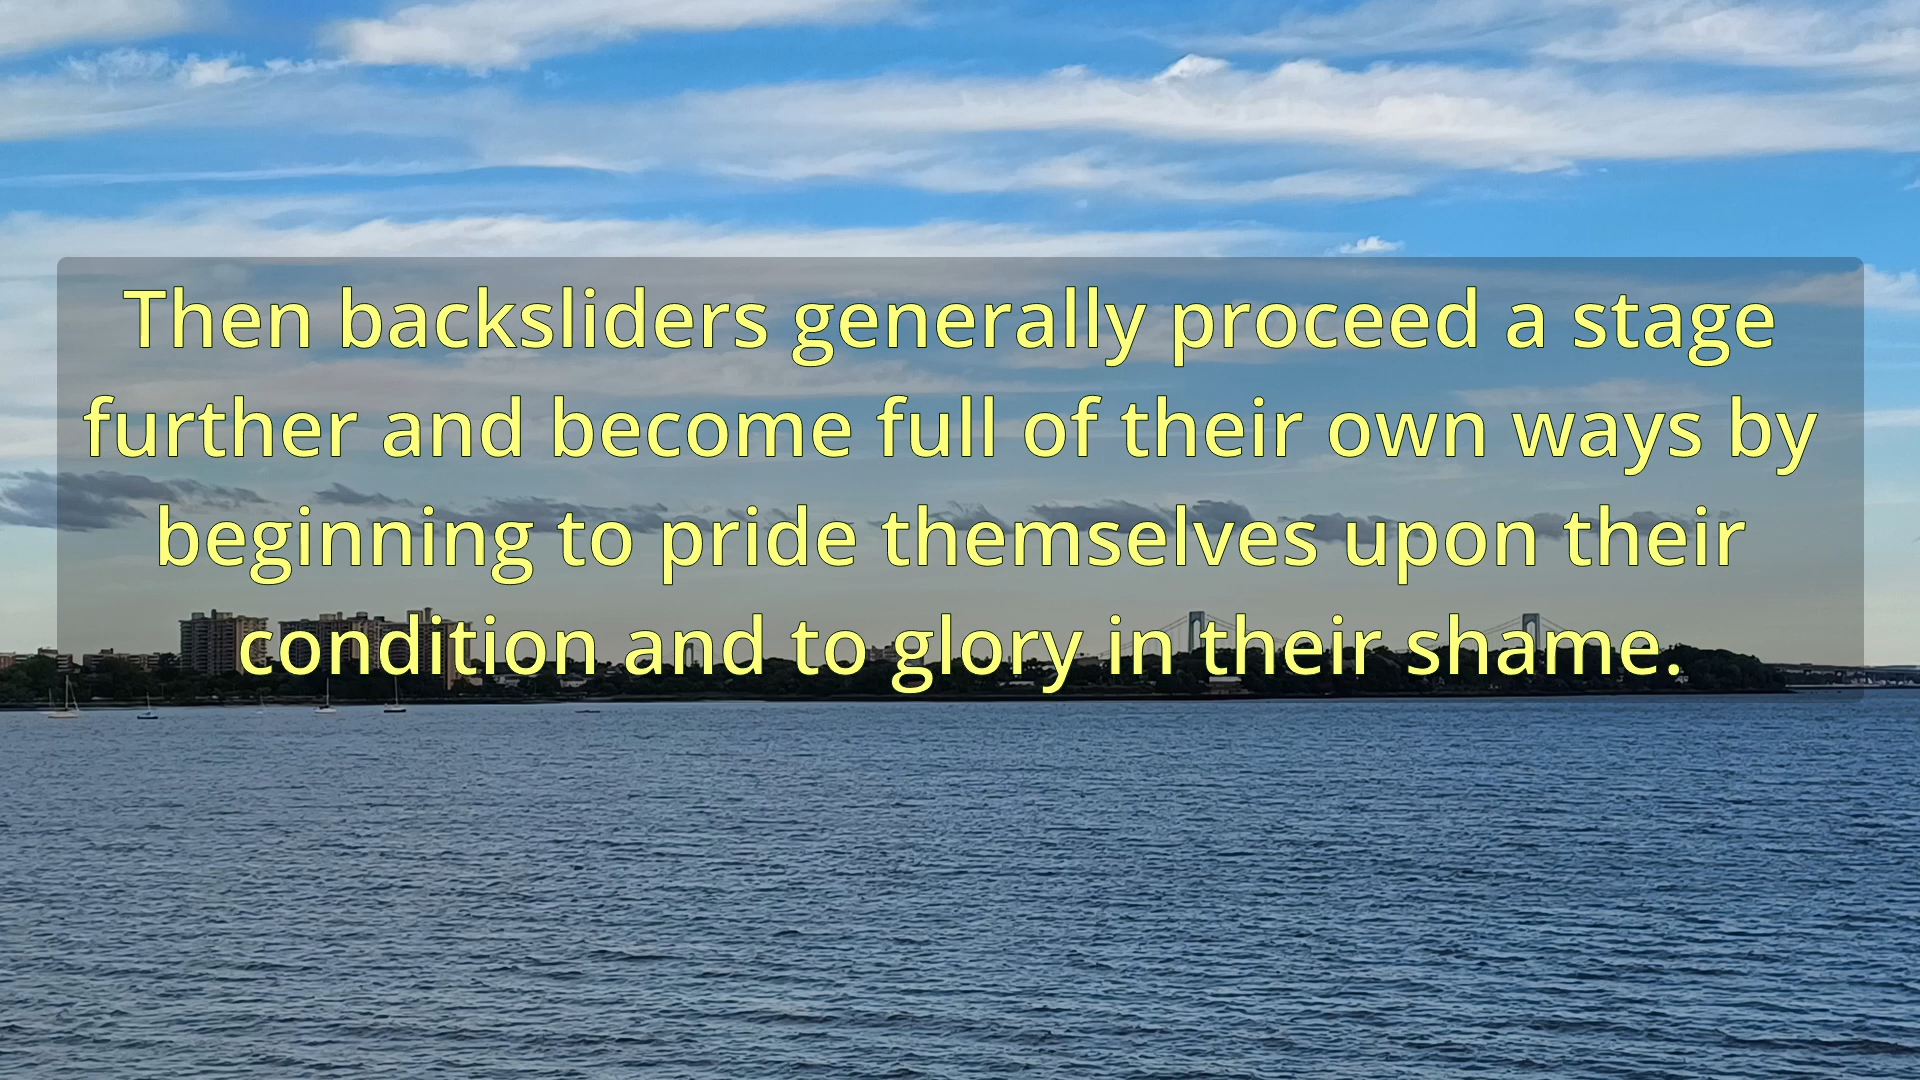 Then backsliders generally proceed a stage
further and become full of their own ways by
beginning to pride themselves upon their
condition and to glory in their shame.